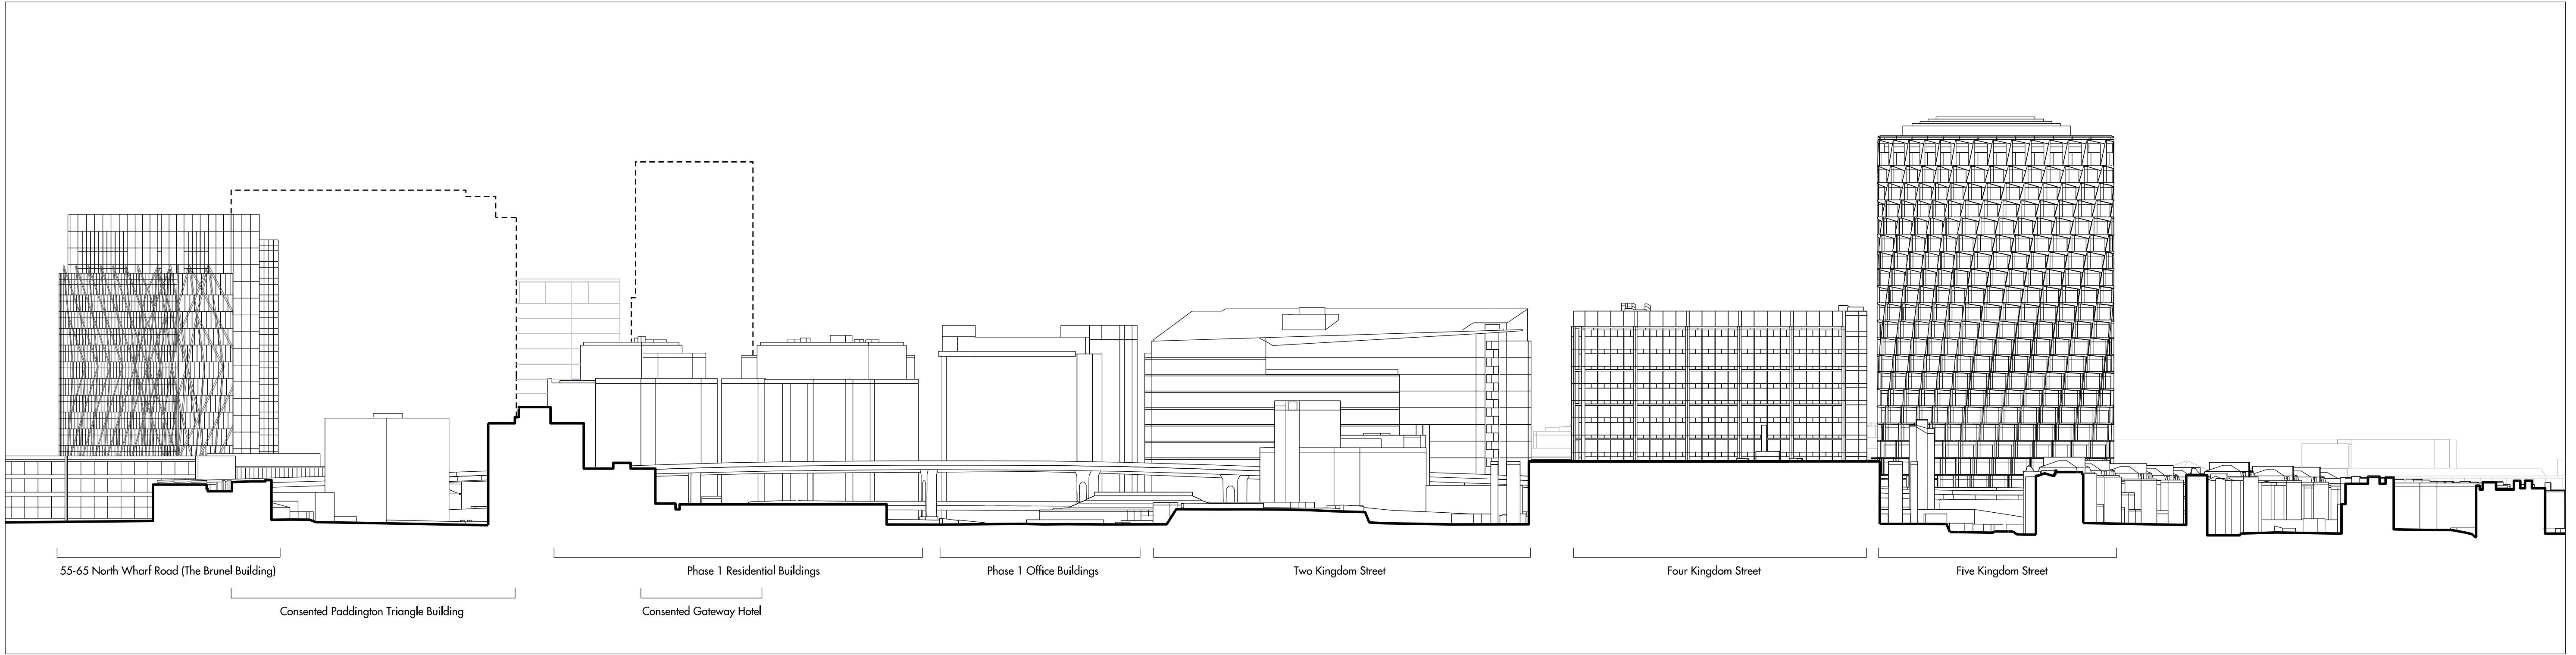 55-65 North Wharf Road (The Brunel Building)
Phase 1 Residential Buildings
Phase 1 Office Buildings
Two Kingdom Street
Four Kingdom Street
Five Kingdom Street
Consented Paddington Triangle Building
Consented Gateway Hotel